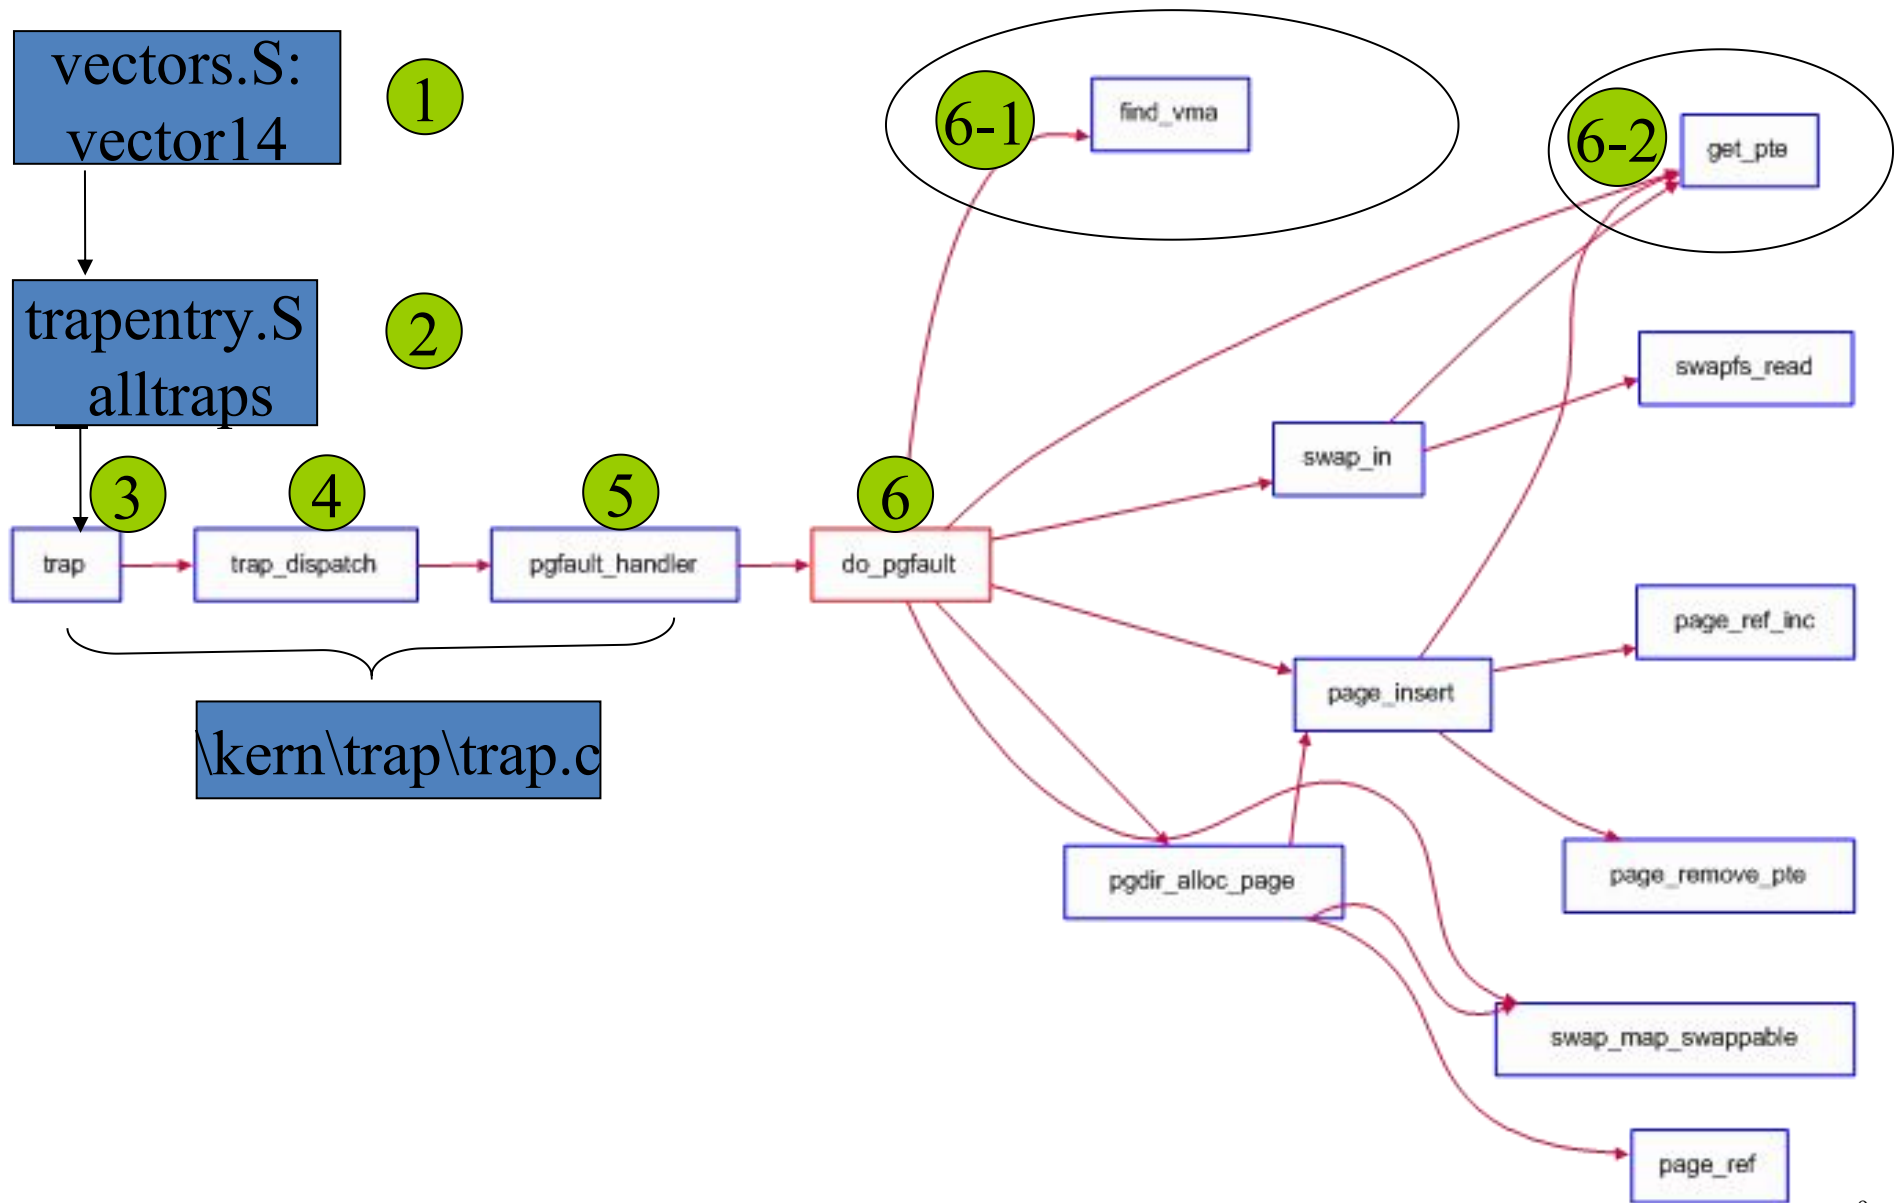 vectors.S:
vector14
1
trapentry.S
_alltraps
2
3
4
5
6
trap
trap_dispatch
pgfault_handler
do_pgfault
\kern\trap\trap.c
6-1
find_vma
6-2
get_pte
swapfs_read
swap_in
page_ref_inc
page_insert
page_remove_pte
pgdir_alloc_page
swap_map_swappable
page_ref